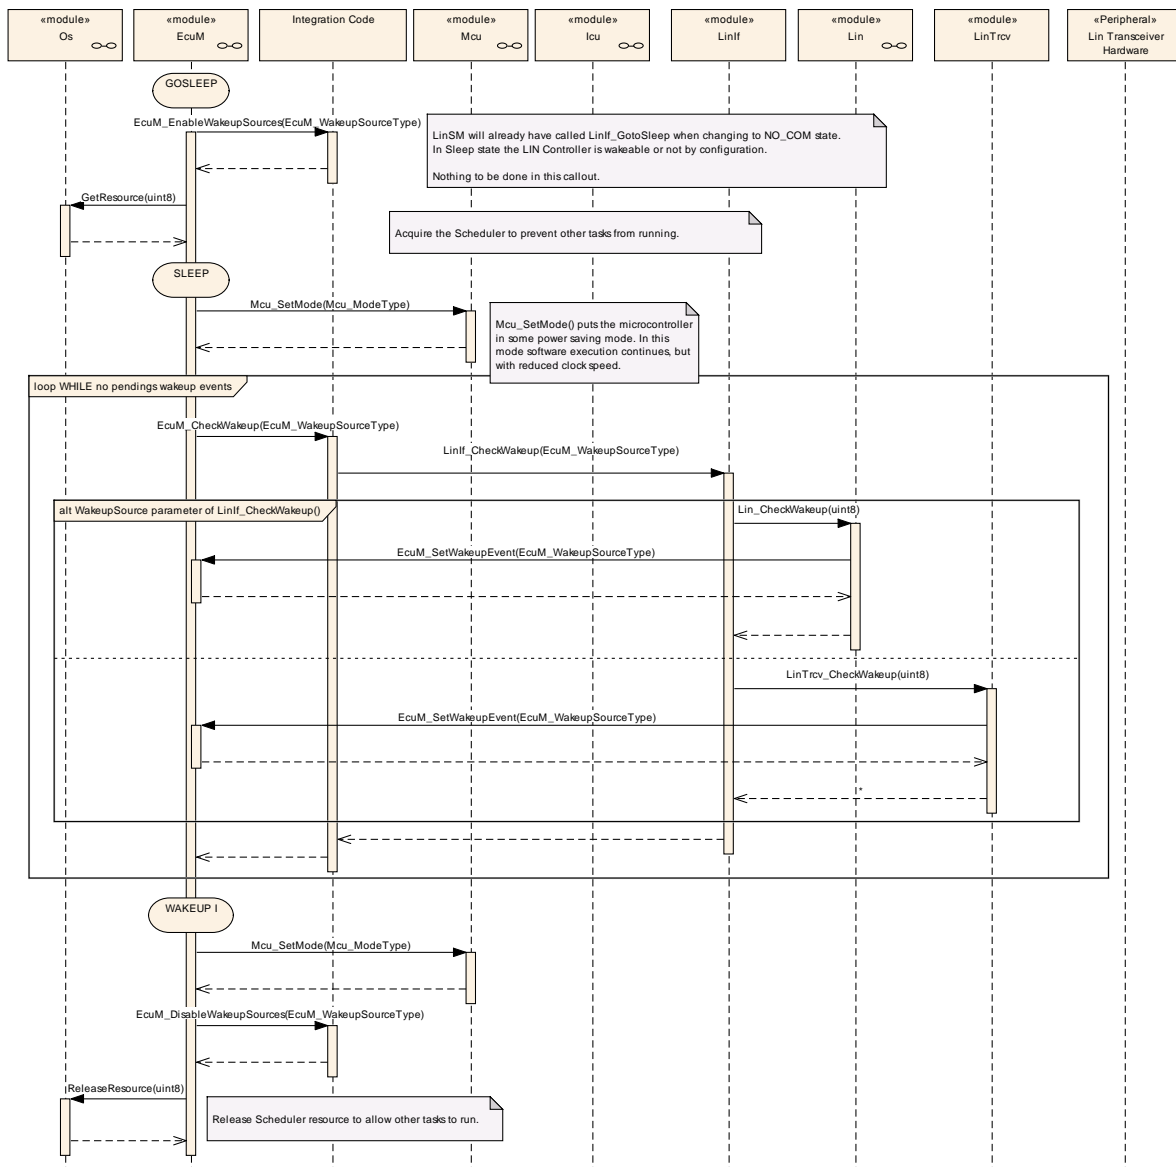 «module»
Os
«module»
EcuM
Integration Code
«module»
Mcu
«module»
Icu
«module»
LinIf
«module»
Lin
«module»
LinTrcv
«Peripheral»
Lin Transceiver
Hardware
GOSLEEP
EcuM_EnableWakeupSources(EcuM_WakeupSourceType)
LinSM will already have called LinIf_GotoSleep when changing to NO_COM state.
In Sleep state the LIN Controller is wakeable or not by configuration.
Nothing to be done in this callout.
GetResource(uint8)
Acquire the Scheduler to prevent other tasks from running.
SLEEP
Mcu_SetMode(Mcu_ModeType)
Mcu_SetMode() puts the microcontroller
in some power saving mode. In this
mode software execution continues, but
with reduced clock speed.
loop WHILE no pendings wakeup events
EcuM_CheckWakeup(EcuM_WakeupSourceType)
LinIf_CheckWakeup(EcuM_WakeupSourceType)
alt WakeupSource parameter of LinIf_CheckWakeup()
Lin_CheckWakeup(uint8)
EcuM_SetWakeupEvent(EcuM_WakeupSourceType)
LinTrcv_CheckWakeup(uint8)
EcuM_SetWakeupEvent(EcuM_WakeupSourceType)
*
WAKEUP I
Mcu_SetMode(Mcu_ModeType)
EcuM_DisableWakeupSources(EcuM_WakeupSourceType)
ReleaseResource(uint8)
Release Scheduler resource to allow other tasks to run.